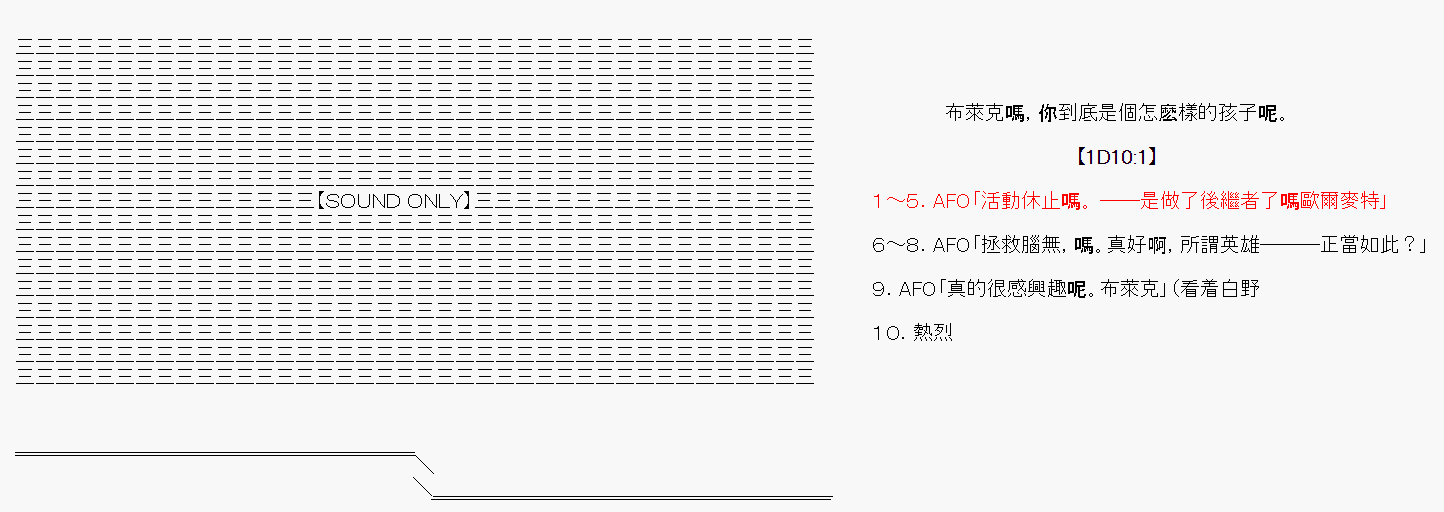 布萊克嗎，你到底是個怎麽樣的孩子呢。
【1D10:1】
【SOUND ONLY】
1～5. AFO「活動休止嗎。——是做了後繼者了嗎歐爾麥特」
6～8. AFO「拯救腦無，嗎。真好啊，所謂英雄———正當如此？」
9. AFO「真的很感興趣呢。布萊克」（看着白野
10. 熱烈